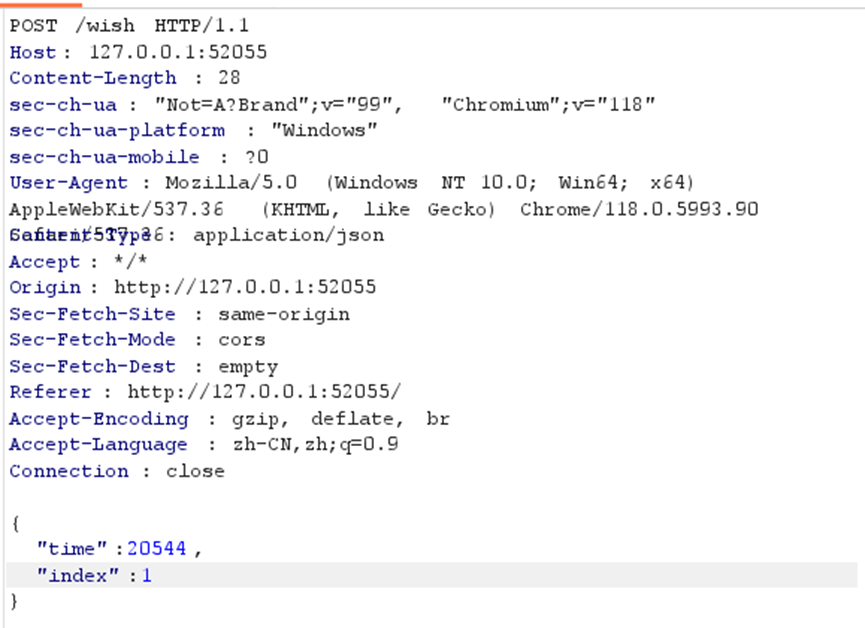 POST /wish HTTP/1.1
Host : 127.0.0.1:52055
Content-Length : 28
sec-ch-ua : "Not=A?Brand";v="99", "Chromium";v="118"
sec-ch-ua-platform : "Windows"
sec-ch-ua-mobile : ?0
User-Agent : Mozilla/5.0 (Windows NT 10.0; Win64; x64)
AppleWebKit/537.36 (KHTML, like Gecko) Chrome/118.0.5993.90
Safari/537.36
Content-Type : application/json
Accept : */*
Origin : http://127.0.0.1:52055
Sec-Fetch-Site : same-origin
Sec-Fetch-Mode : cors
Sec-Fetch-Dest : empty
Referer : http://127.0.0.1:52055/
Accept-Encoding : gzip, deflate, br
Accept-Language : zh-CN,zh;q=0.9
Connection : close
{
"time" :20544 ,
"index" :1
}